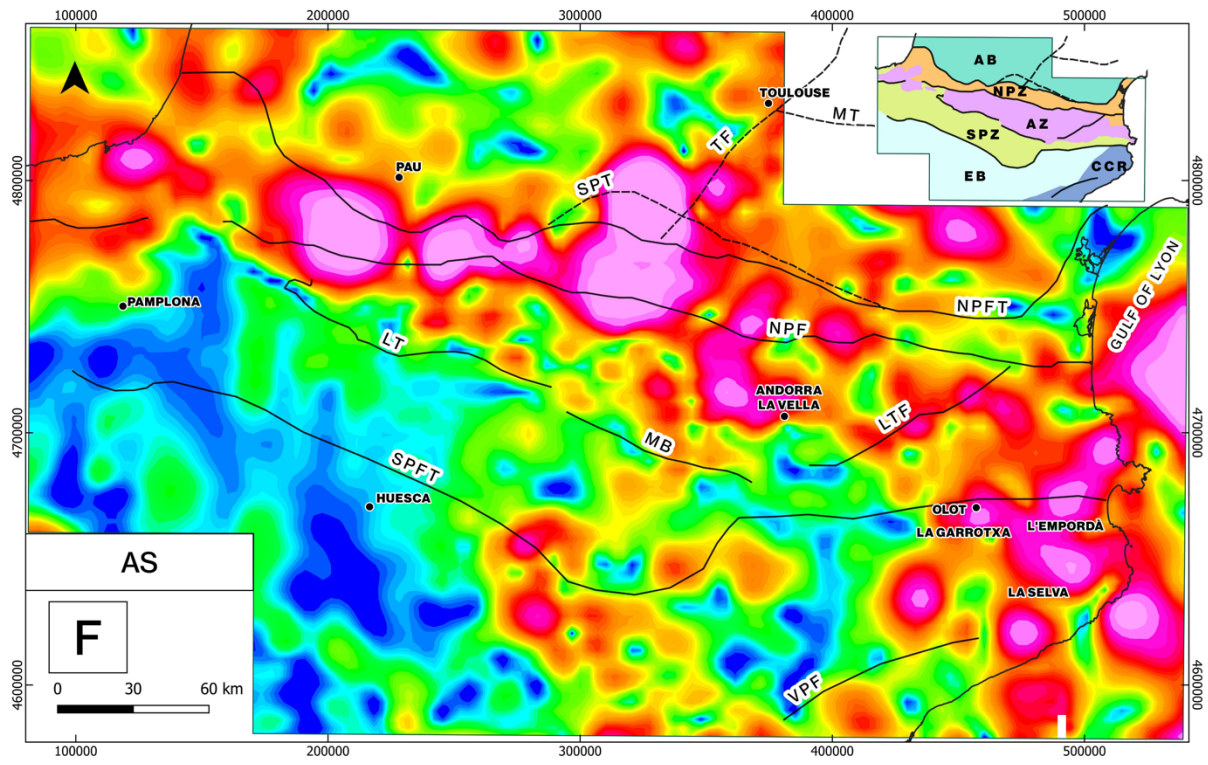 100000 200000 300000 400000 500000
AB
NPZ
AZ
SPZ
CCR
EB
TOULOUSE
MT
TF
PAU
SPT
4800000 4800000
GULF OF LYON
PAMPLONA
NPFT
NPF
LT
ANDORRA
LA VELLA
LTF
4700000 4700000
MB
SPFT
HUESCA
OLOT
LA GARROTXA
L'EMPORDÀ
AS
LA SELVA
F
0 30 60 km
VPF
4600000 4600000
100000 200000 300000 400000 500000